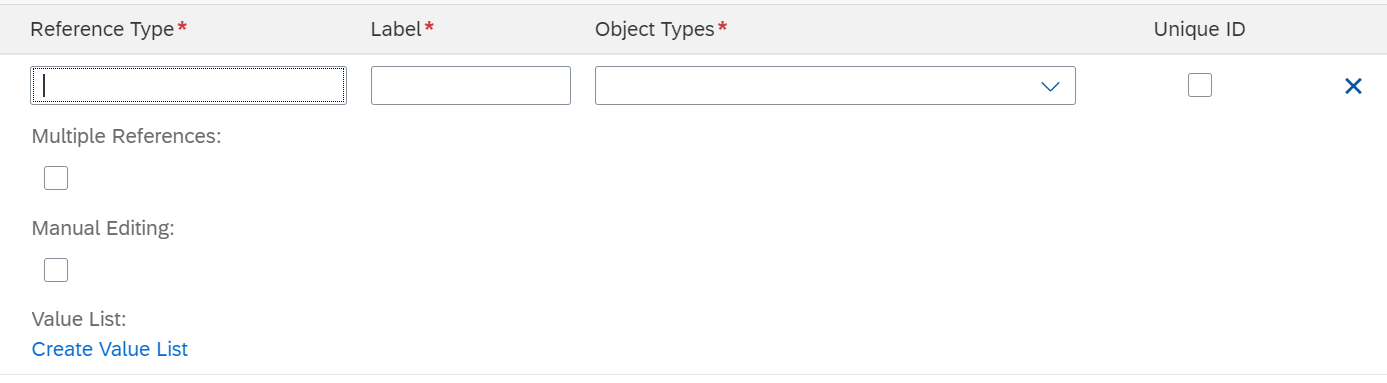 Reference Type* Label* Object Types* Unique ID
Multiple References:
Manual Editing:
Value List:
Create Value List